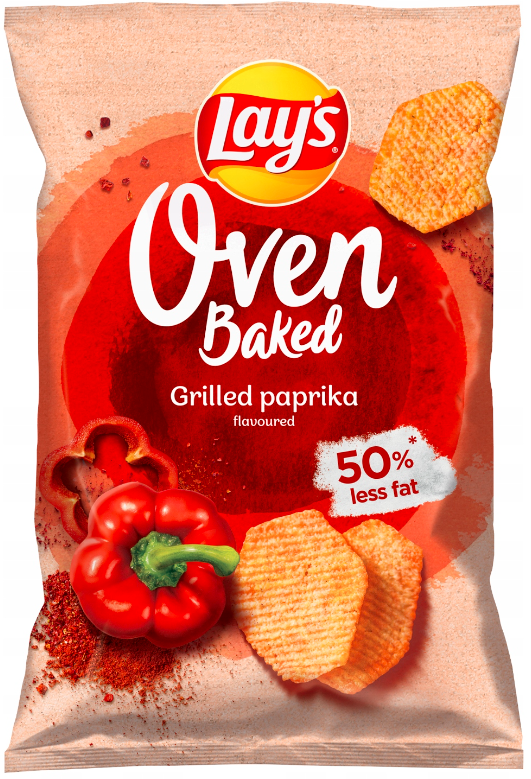 Lay's®
Oven
Baked
Grilled paprika
flavoured
50%*
less fat